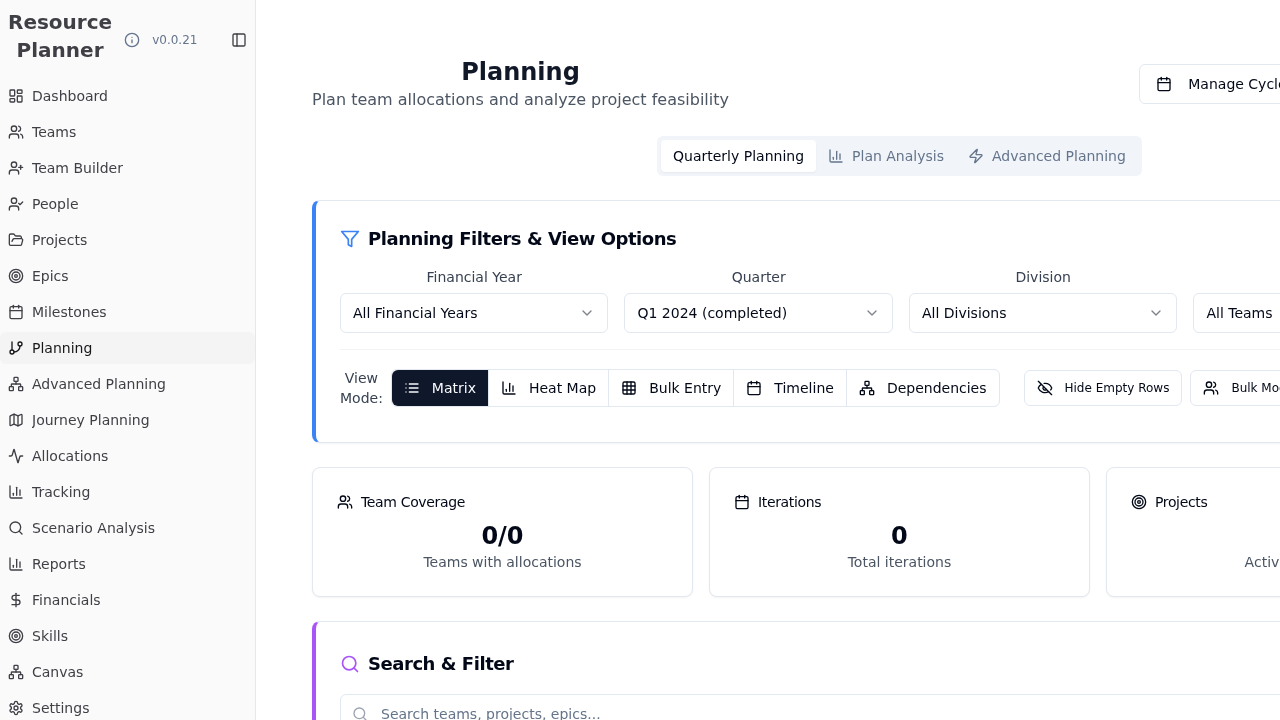 Resource
Planner
v0.0.21
Dashboard
Teams
Team Builder
People
Projects
Epics
Milestones
Planning
Advanced Planning
Journey Planning
Allocations
Tracking
Scenario Analysis
Reports
Financials
Skills
Canvas
Settings
Planning
Plan team allocations and analyze project feasibility
Manage Cycl
Quarterly Planning
Plan Analysis
Advanced Planning
Planning Filters & View Options
Financial Year
Quarter
Division
All Financial Years
Q1 2024 (completed)
All Divisions
All Teams
View
Mode:
Matrix
Heat Map
Bulk Entry
Timeline
Dependencies
Hide Empty Rows
Bulk Mo
Team Coverage
0/0
Teams with allocations
Iterations
0
Total iterations
Projects
Activ
Search & Filter
Search teams, projects, epics...